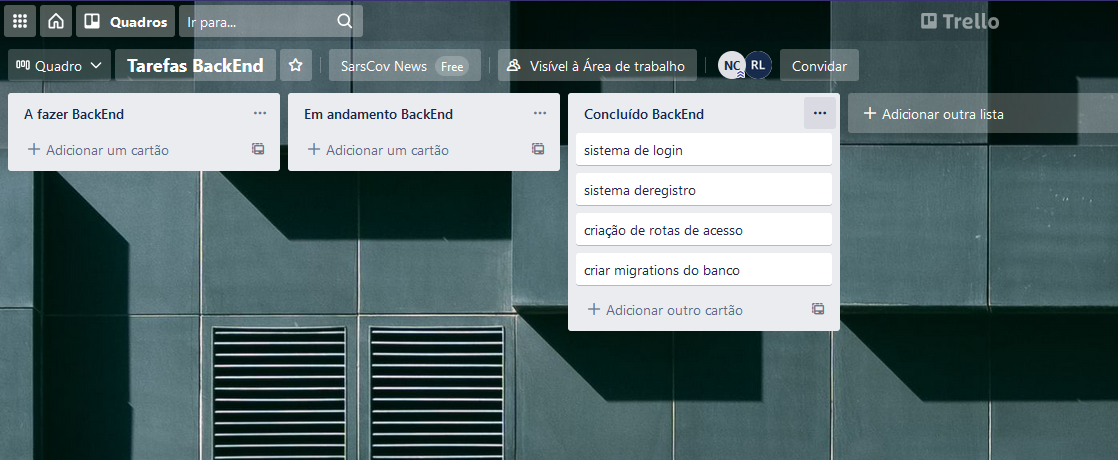 Quadros
Ir para...
Trello
Quadro
Tarefas BackEnd
SarsCov News
Free
Visível à Área de trabalho
NC
RL
Convidar
A fazer BackEnd
Adicionar um cartão
Em andamento BackEnd
Adicionar um cartão
Concluído BackEnd
sistema de login
sistema deregistro
criação de rotas de acesso
criar migrations do banco
Adicionar outro cartão
Adicionar outra lista